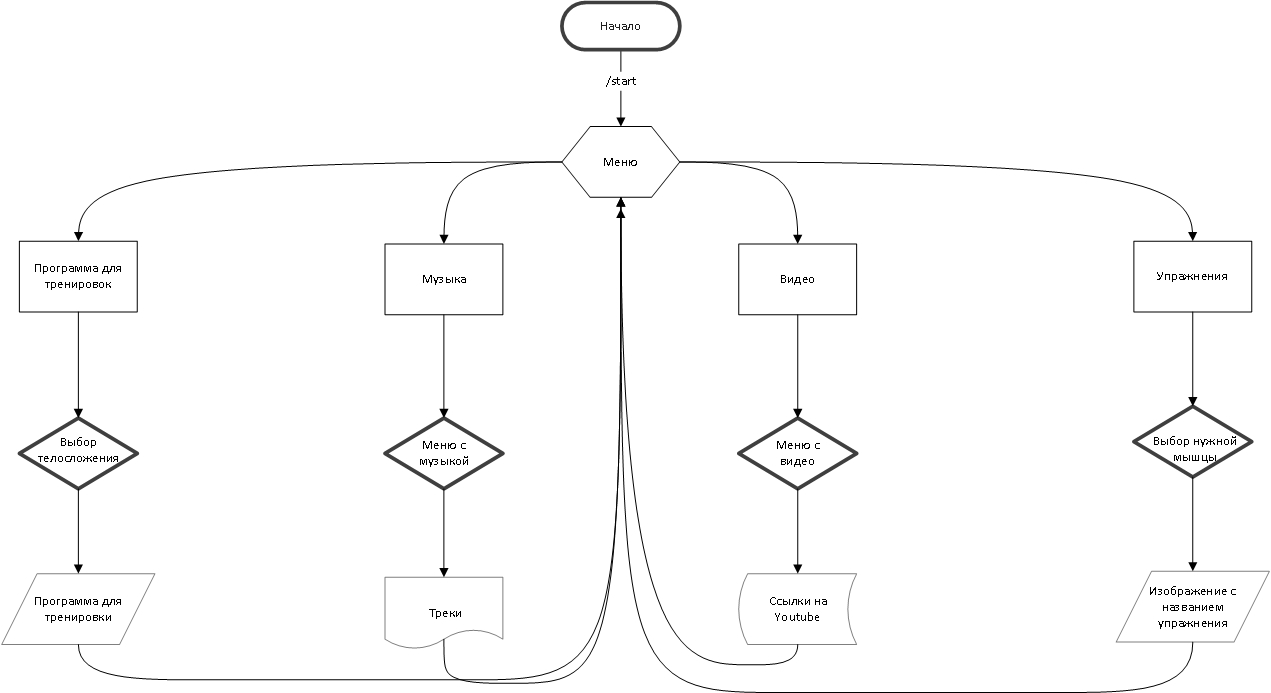 Начало
/start
Меню
Программа для
тренировок
Музыка
Видео
Упражнения
Выбор
телосложения
Меню с
музыкой
Меню с
видео
Выбор нужной
мышцы
Программа для
тренировки
Треки
Ссылки на
Youtube
Изображение с
названием
упражнения